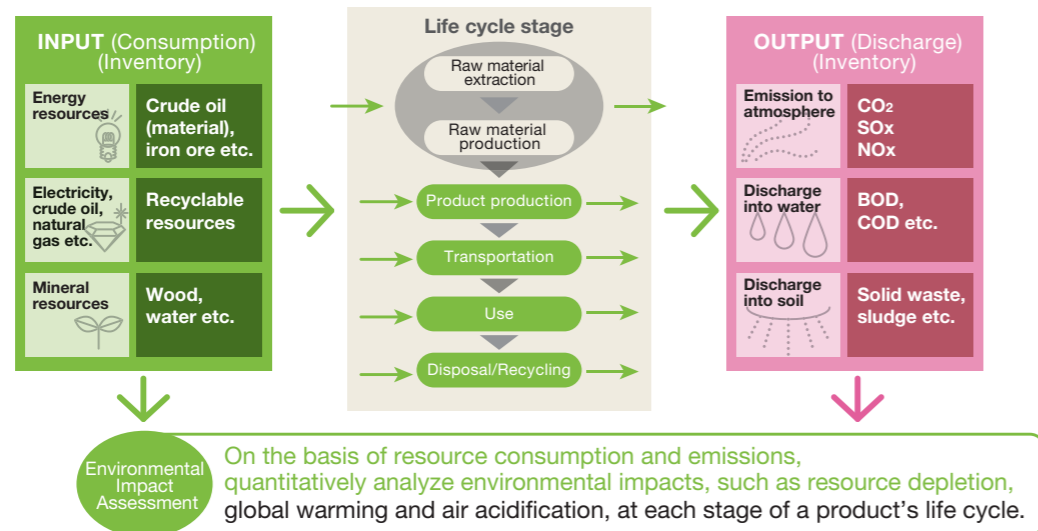 INPUT (Consumption)
(Inventory)
Energy
resources
Crude oil
(material),
iron ore etc.
Electricity,
crude oil,
natural
gas etc.
Recyclable
resources
Mineral
resources
Wood,
water etc.
Life cycle stage
Raw material
extraction
Raw material
production
Product production
Transportation
Use
Disposal/Recycling
OUTPUT (Discharge)
(Inventory)
Emission to
atmosphere
CO₂
SOx
NOx
Discharge
into water
BOD,
COD etc.
Discharge
into soil
Solid waste,
sludge etc.
Environmental
Impact
Assessment
On the basis of resource consumption and emissions,
quantitatively analyze environmental impacts, such as resource depletion,
global warming and air acidification, at each stage of a product's life cycle.